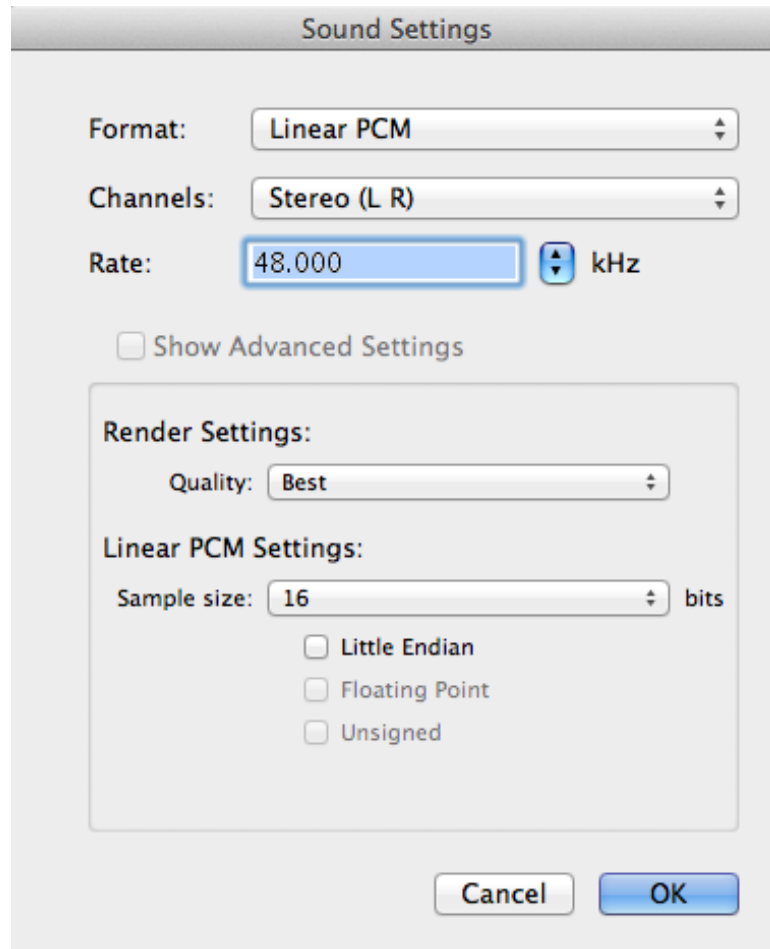 Sound Settings
Format: Linear PCM
Channels: Stereo (L R)
Rate: 48.000 kHz
Show Advanced Settings
Render Settings:
Quality: Best
Linear PCM Settings:
Sample size: 16 bits
Little Endian
Floating Point
Unsigned
Cancel OK